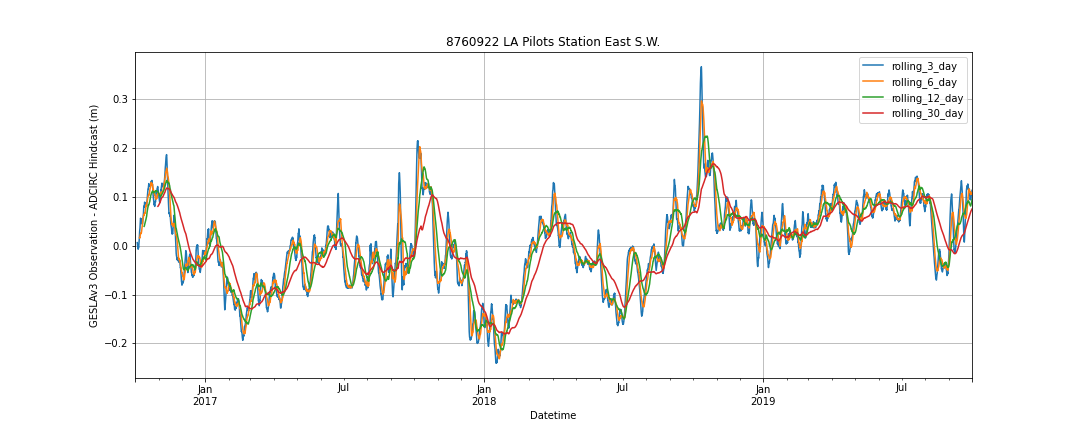 8760922 LA Pilots Station East S.W.
GESLAv3 Observation - ADCIRC Hindcast (m)
0.3
0.2
0.1
0.0
−0.1
−0.2
rolling_3_day
rolling_6_day
rolling_12_day
rolling_30_day
Jan
2017
Jul
Jan
2018
Jul
Jan
2019
Jul
Datetime